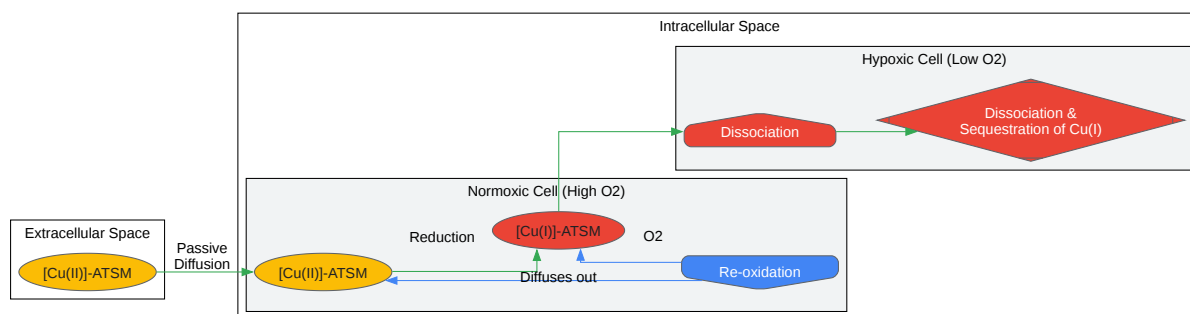 Intracellular Space
Hypoxic Cell (Low O2)
Dissociation
Dissociation &
Sequestration of Cu(I)
Normoxic Cell (High O2)
[Cu(I)]-ATSM
Reduction
O2
Extracellular Space
Passive
Diffusion
[Cu(II)]-ATSM
[Cu(II)]-ATSM
Diffuses out
Re-oxidation